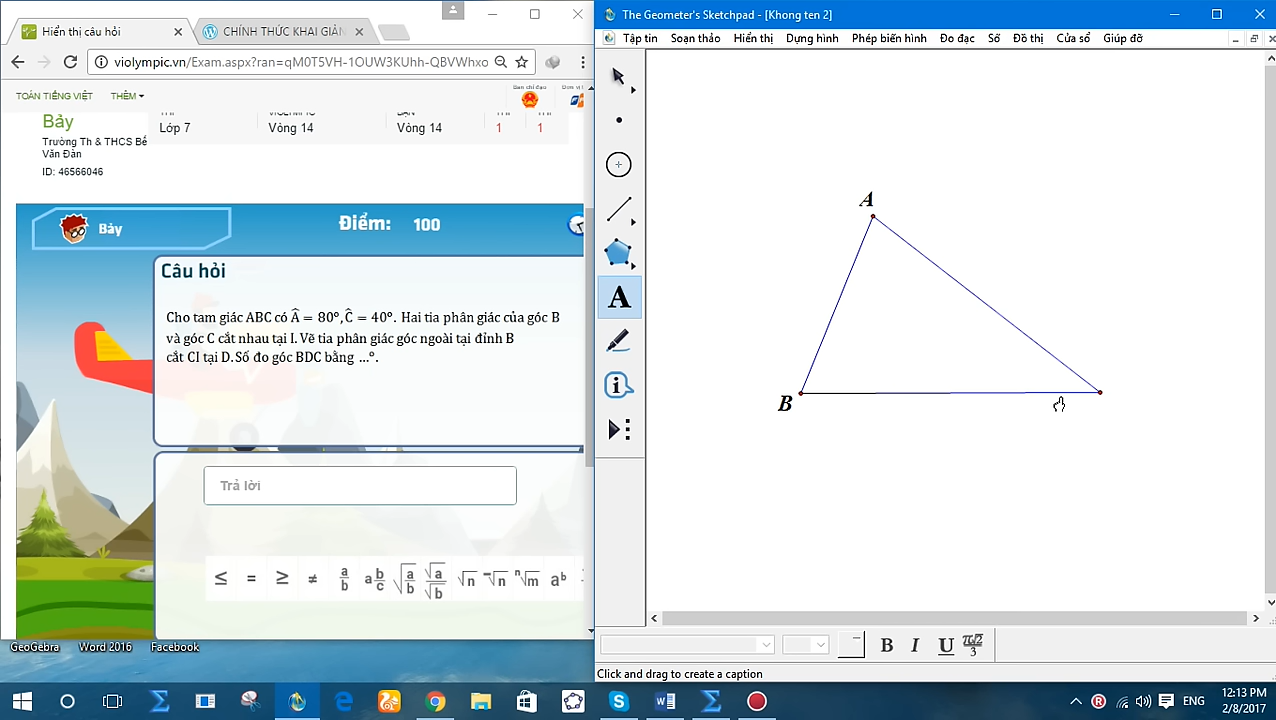 Hiển thị câu hỏi
CHÍNH THỨC KHAI GIẢN
violympic.vn/Exam.aspx?ran=qM0T5VH-1OUW3KUhh-QBVWhxo
TOÁN TIẾNG VIỆT THÊM
Ban chỉ đạo
Bảy
Trường Th & THCS Bế
Văn Đàn
ID: 46566046
Lớp 7 Vòng 14 Vòng 14 1 1
Bảy Điểm: 100
Câu hỏi
Cho tam giác ABC có Â = 80°, Ĉ = 40°. Hai tia phân giác của góc B
và góc C cắt nhau tại I. Vẽ tia phân giác góc ngoài tại đỉnh B
cắt CI tại D. Số đo góc BDC bằng ...°.
Trả lời
≤ = ≥ ≠ a/b a b/c √a/b √a/√b √n −√n ⁿ√m aᵇ
GeoGebra Word 2016 Facebook
The Geometer's Sketchpad - [Khong ten 2]
Tập tin Soạn thảo Hiển thị Dựng hình Phép biến hình Đo đạc Số Đồ thị Cửa sổ Giúp đỡ
A
A
B
B I U π√2/3
Click and drag to create a caption
ENG
12:13 PM
2/8/2017